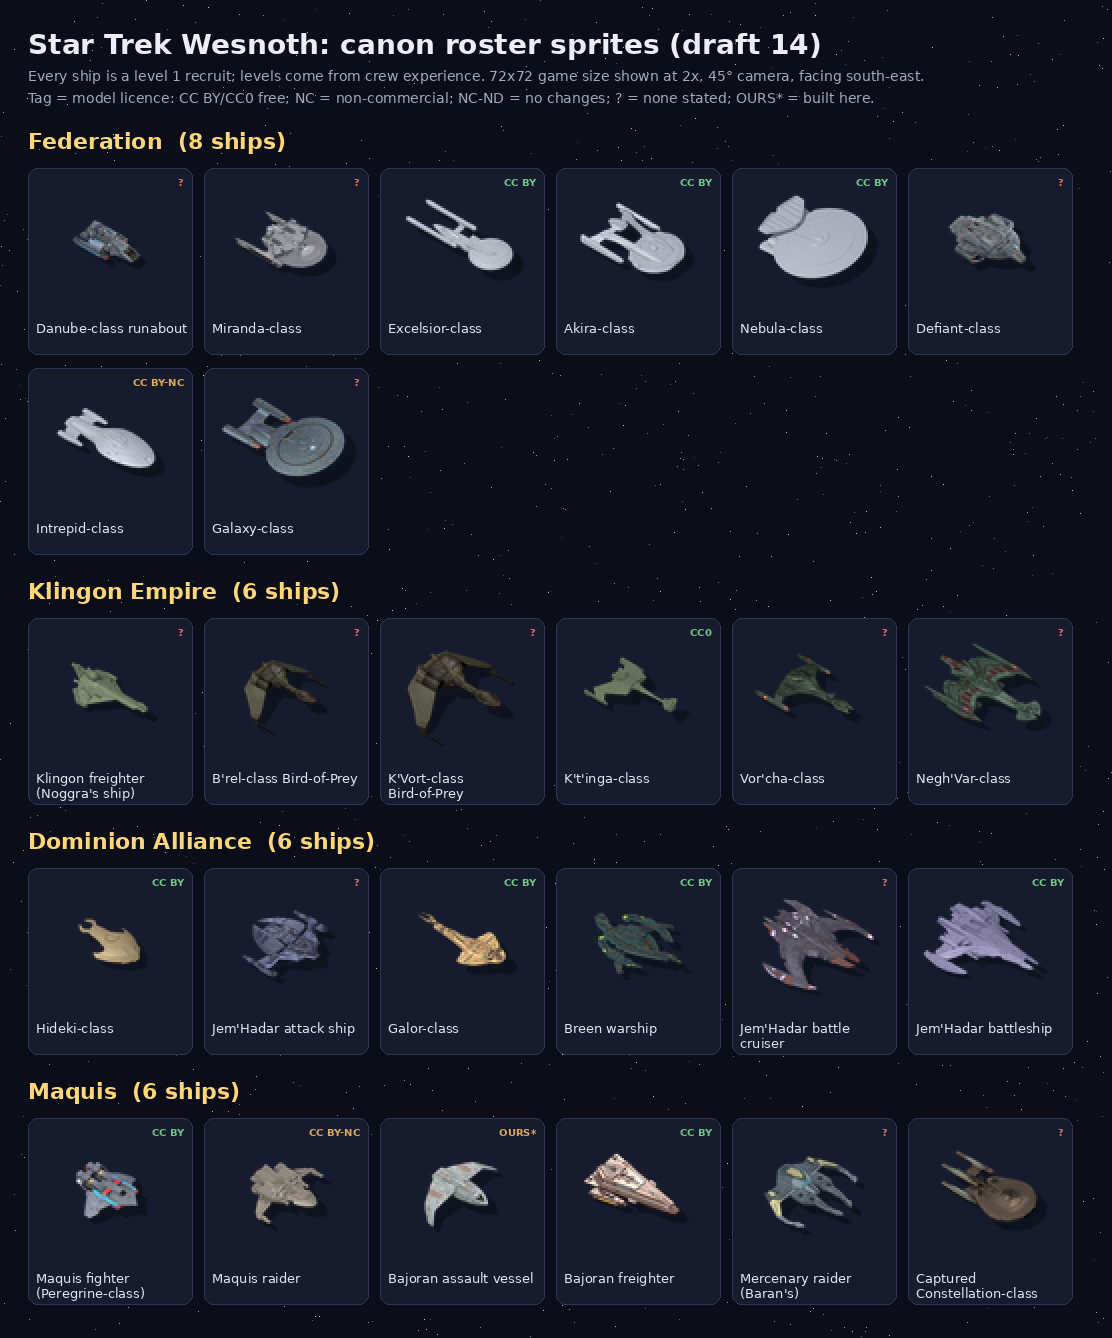 Star Trek Wesnoth: canon roster sprites (draft 14)
Every ship is a level 1 recruit; levels come from crew experience. 72x72 game size shown at 2x, 45° camera, facing south-east.
Tag = model licence: CC BY/CC0 free; NC = non-commercial; NC-ND = no changes; ? = none stated; OURS* = built here.
Federation (8 ships)
? ? CC BY CC BY CC BY ?
Danube-class runabout Miranda-class Excelsior-class Akira-class Nebula-class Defiant-class
CC BY-NC ?
Intrepid-class Galaxy-class
Klingon Empire (6 ships)
? ? ? CC0 ? ?
Klingon freighter B'rel-class Bird-of-Prey K'Vort-class K't'inga-class Vor'cha-class Negh'Var-class
(Noggra's ship) Bird-of-Prey
Dominion Alliance (6 ships)
CC BY ? CC BY CC BY ? CC BY
Hideki-class Jem'Hadar attack ship Galor-class Breen warship Jem'Hadar battle Jem'Hadar battleship
cruiser
Maquis (6 ships)
CC BY CC BY-NC OURS* CC BY ? ?
Maquis fighter Maquis raider Bajoran assault vessel Bajoran freighter Mercenary raider Captured
(Peregrine-class) (Baran's) Constellation-class